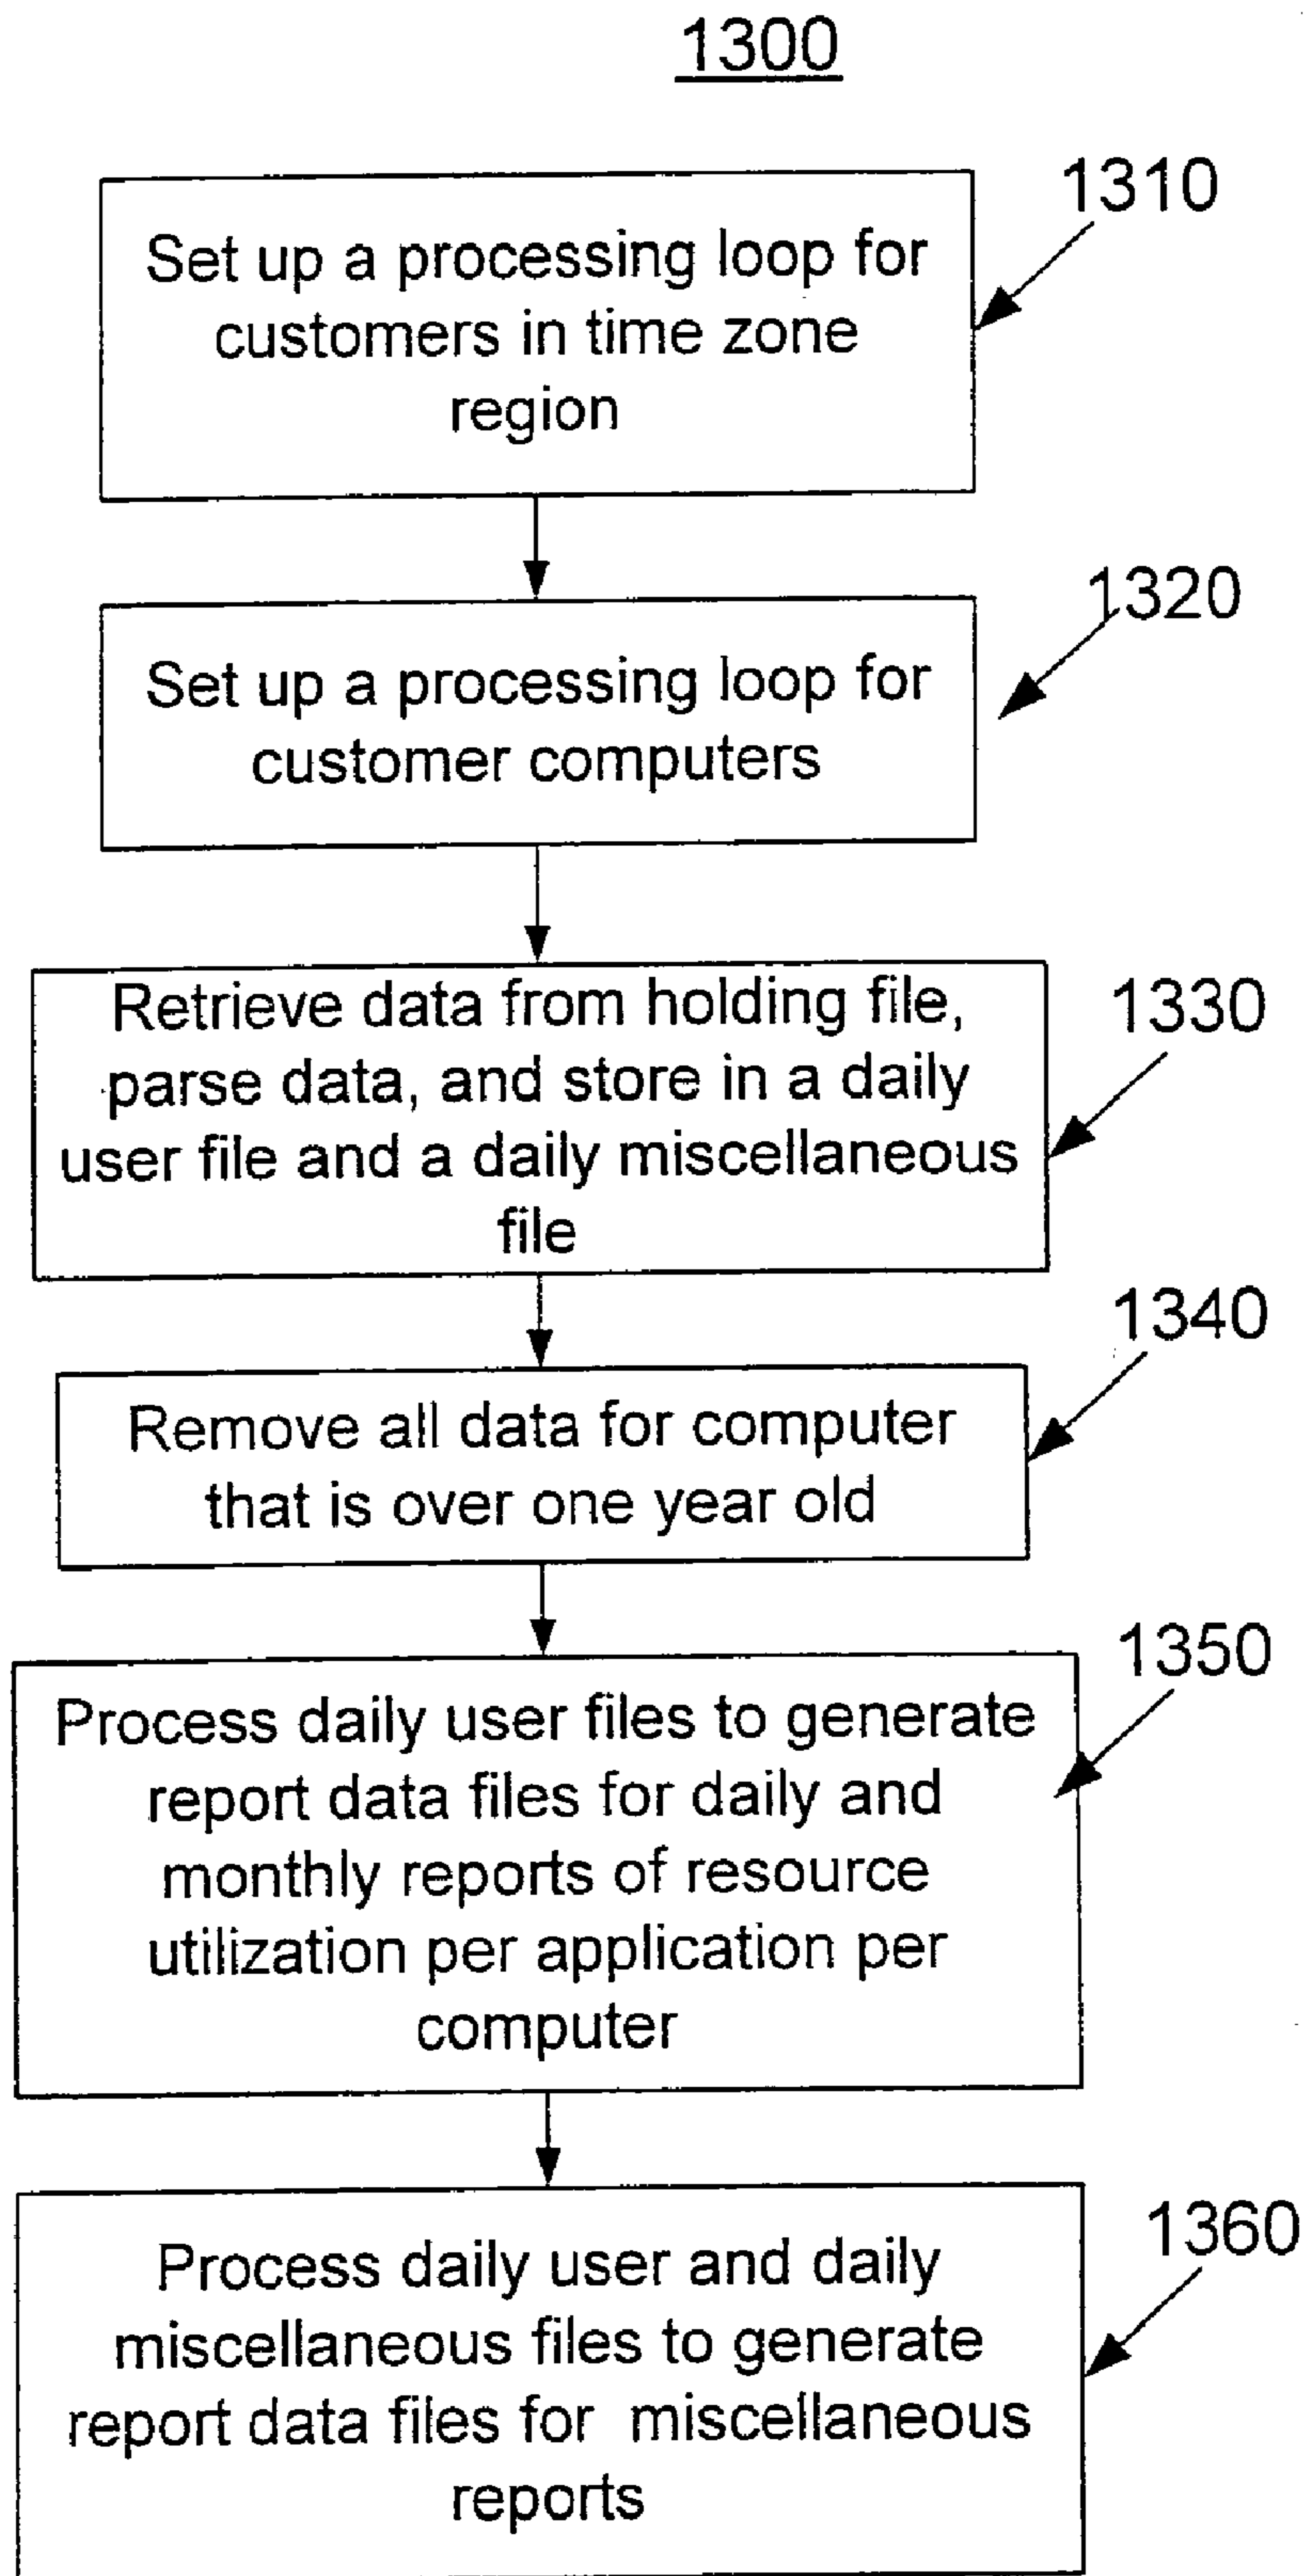 1300
1310
Set up a processing loop for
customers in time zone
region
1320
Set up a processing loop for
customer computers
1330
Retrieve data from holding file,
parse data, and store in a daily
user file and a daily miscellaneous
file
1340
Remove all data for computer
that is over one year old
1350
Process daily user files to generate
report data files for daily and
monthly reports of resource
utilization per application per
computer
1360
Process daily user and daily
miscellaneous files to generate
report data files for miscellaneous
reports